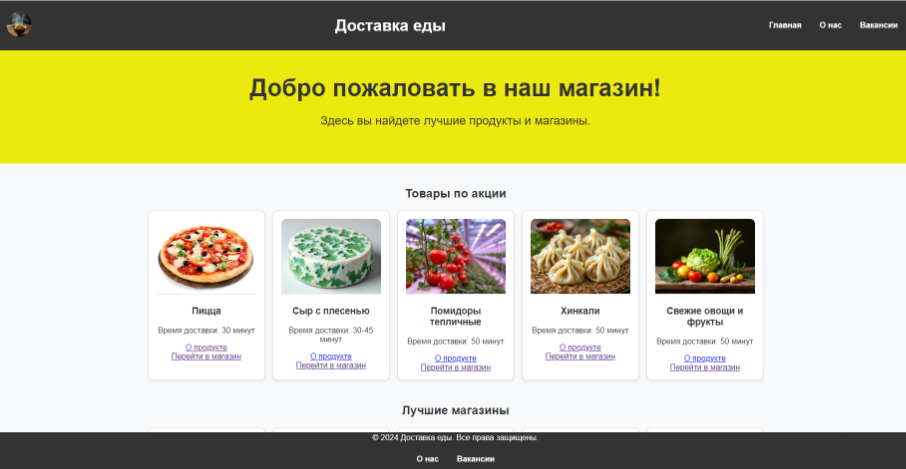 Доставка еды
Главная
О нас
Вакансии
Добро пожаловать в наш магазин!
Здесь вы найдете лучшие продукты и магазины.
Товары по акции
Пицца
Время доставки: 30 минут
О продукте
Перейти в магазин
Сыр с плесенью
Время доставки: 30-45
минут
О продукте
Перейти в магазин
Помидоры
тепличные
Время доставки: 50 минут
О продукте
Перейти в магазин
Хинкали
Время доставки: 50 минут
О продукте
Перейти в магазин
Свежие овощи и
фрукты
Время доставки: 50 минут
О продукте
Перейти в магазин
Лучшие магазины
© 2024 Доставка еды. Все права защищены.
О нас
Вакансии